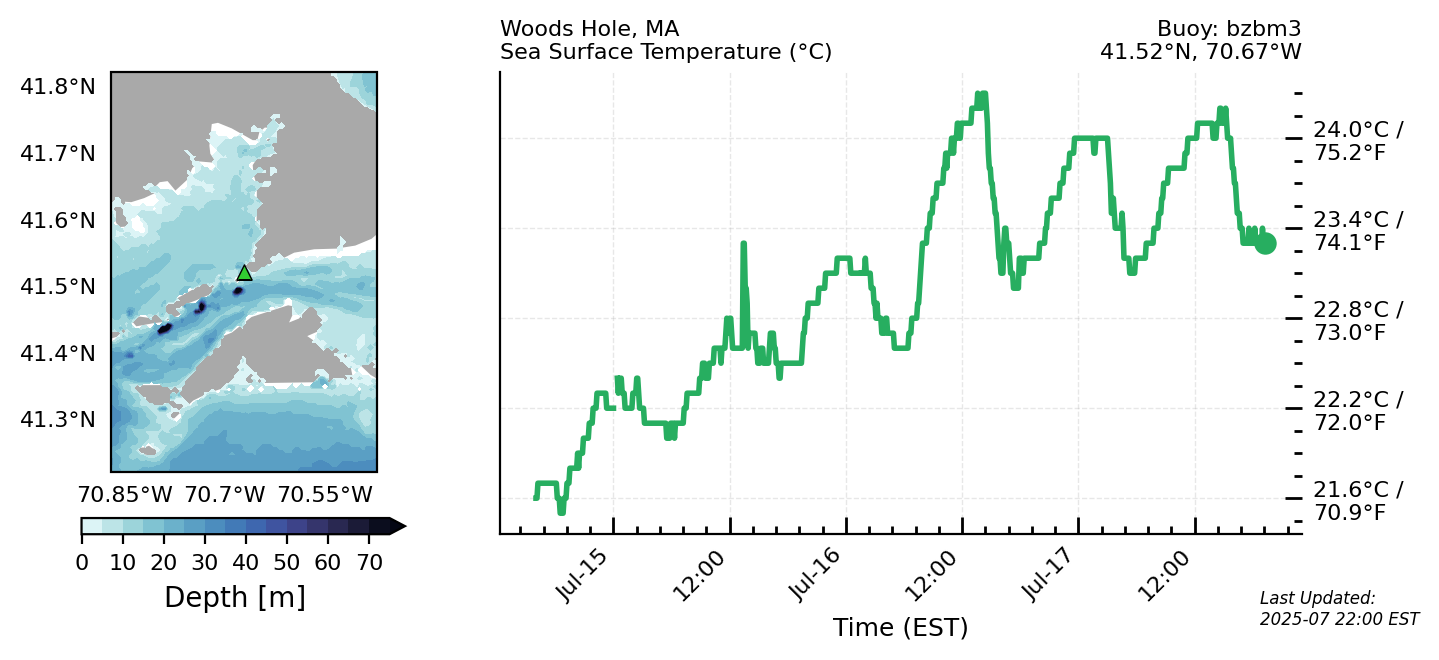 Woods Hole, MA
Sea Surface Temperature (°C)
Buoy: bzbm3
41.52°N, 70.67°W
41.8°N
41.7°N
41.6°N
41.5°N
41.4°N
41.3°N
70.85°W 70.7°W 70.55°W
0 10 20 30 40 50 60 70
Depth [m]
24.0°C /
75.2°F
23.4°C /
74.1°F
22.8°C /
73.0°F
22.2°C /
72.0°F
21.6°C /
70.9°F
Jul-15 12:00 Jul-16 12:00 Jul-17 12:00
Time (EST)
Last Updated:
2025-07 22:00 EST